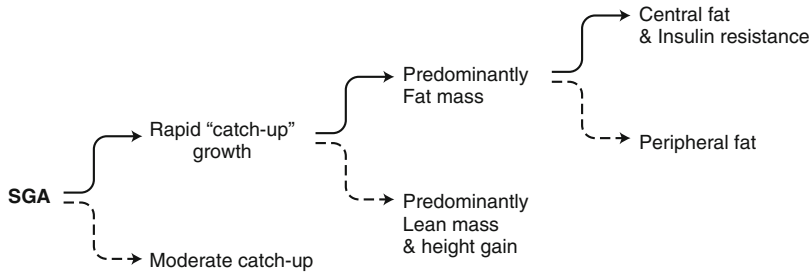 SGA
Rapid “catch-up”
growth
Moderate catch-up
Predominantly
Fat mass
Predominantly
Lean mass
& height gain
Central fat
& Insulin resistance
Peripheral fat